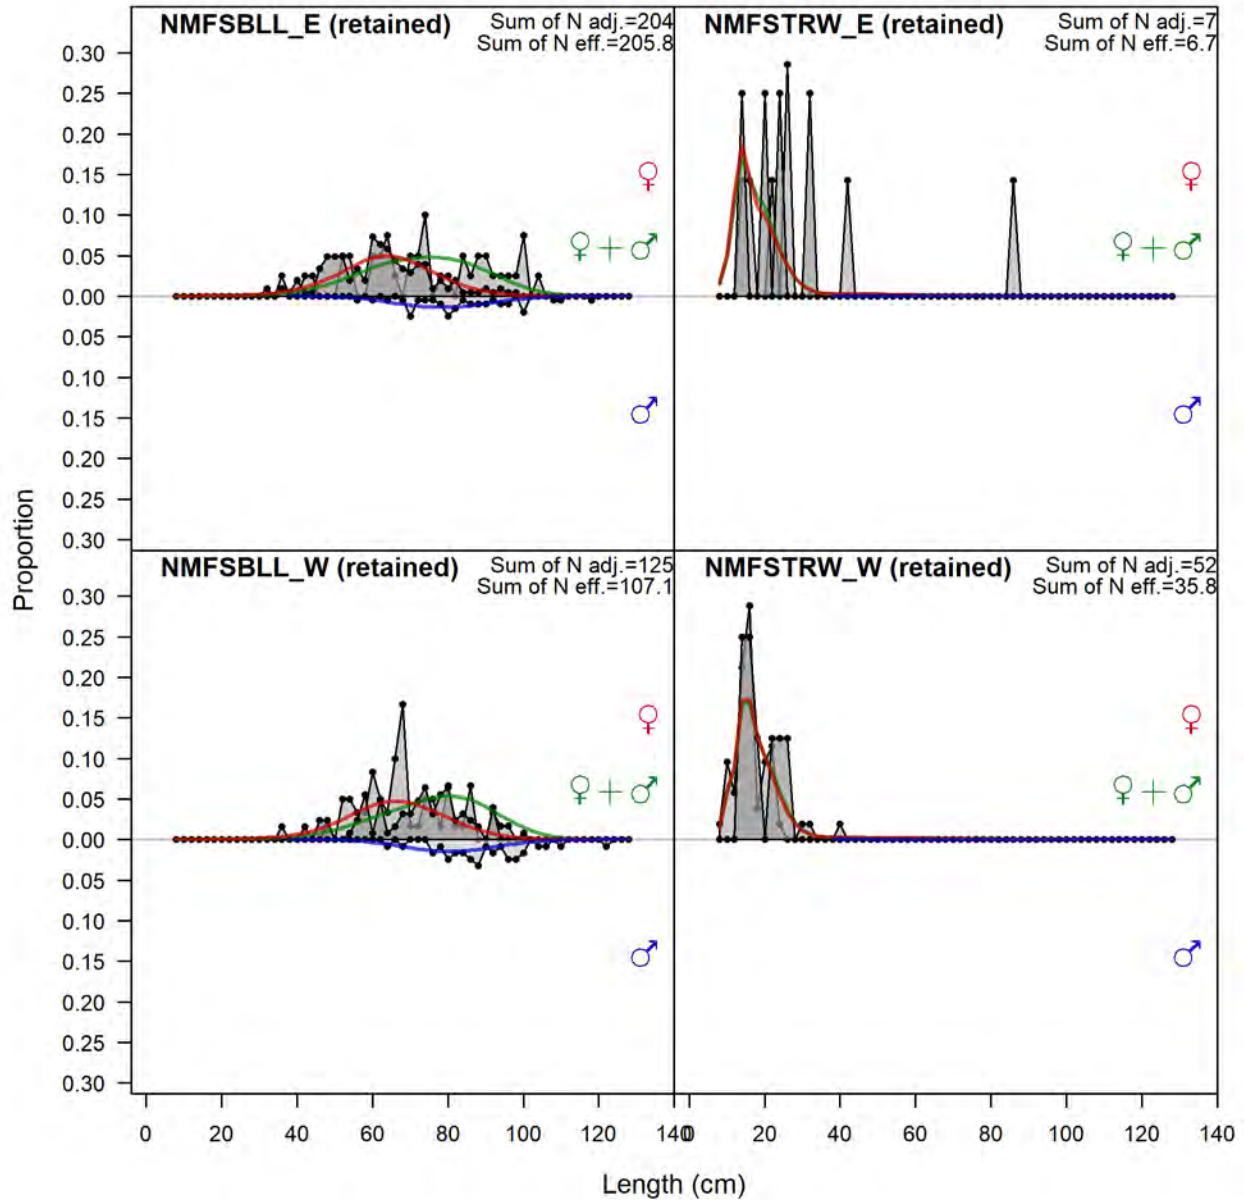 NMFSBLL_E (retained)
Sum of N adj.=204
Sum of N eff.=205.8
NMFSTRW_E (retained)
Sum of N adj.=7
Sum of N eff.=6.7
0.30
0.25
0.20
0.15
0.10
0.05
0.00
0.05
0.10
0.15
0.20
0.25
0.30
♀
♀+♂
♂
♀
♀+♂
♂
Proportion
NMFSBLL_W (retained)
Sum of N adj.=125
Sum of N eff.=107.1
NMFSTRW_W (retained)
Sum of N adj.=52
Sum of N eff.=35.8
0.30
0.25
0.20
0.15
0.10
0.05
0.00
0.05
0.10
0.15
0.20
0.25
0.30
♀
♀+♂
♂
♀
♀+♂
♂
0 20 40 60 80 100 120 140
0 20 40 60 80 100 120 140
Length (cm)